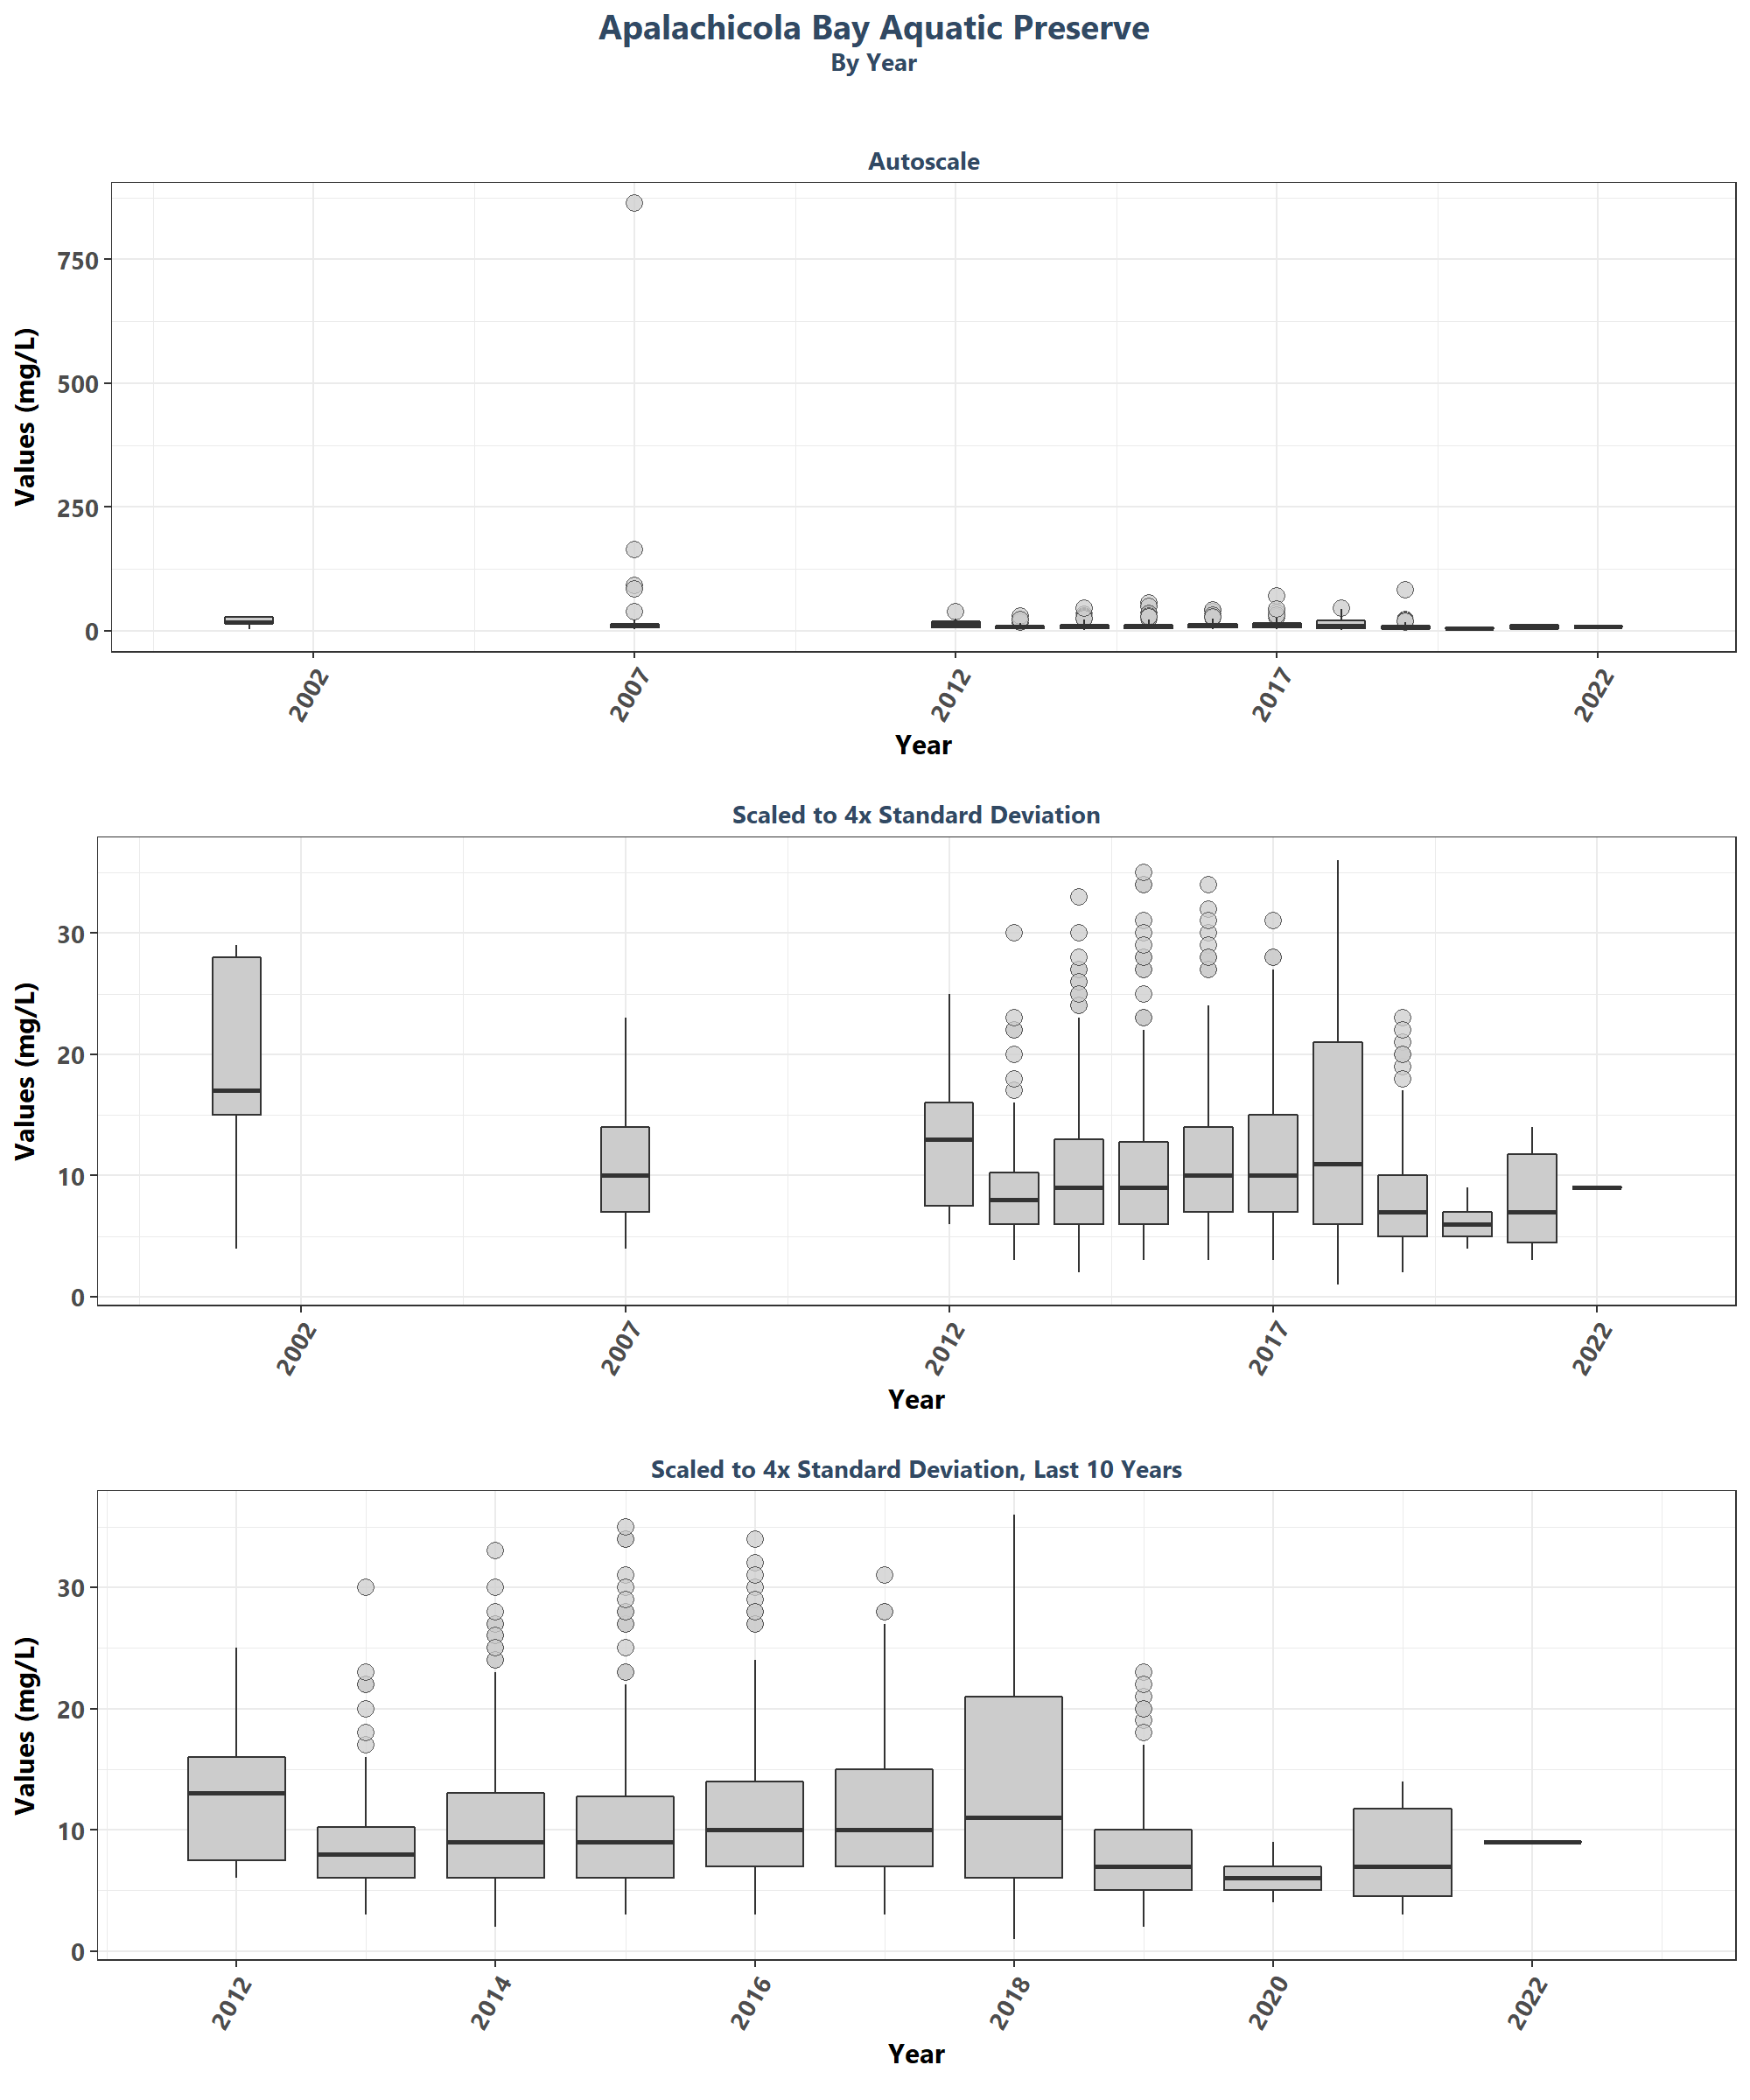 Apalachicola Bay Aquatic Preserve
By Year
Autoscale
Values (mg/L)
750
500
250
0
2002 2007 2012 2017 2022
Year
Scaled to 4x Standard Deviation
Values (mg/L)
30
20
10
0
2002 2007 2012 2017 2022
Year
Scaled to 4x Standard Deviation, Last 10 Years
Values (mg/L)
30
20
10
0
2012 2014 2016 2018 2020 2022
Year